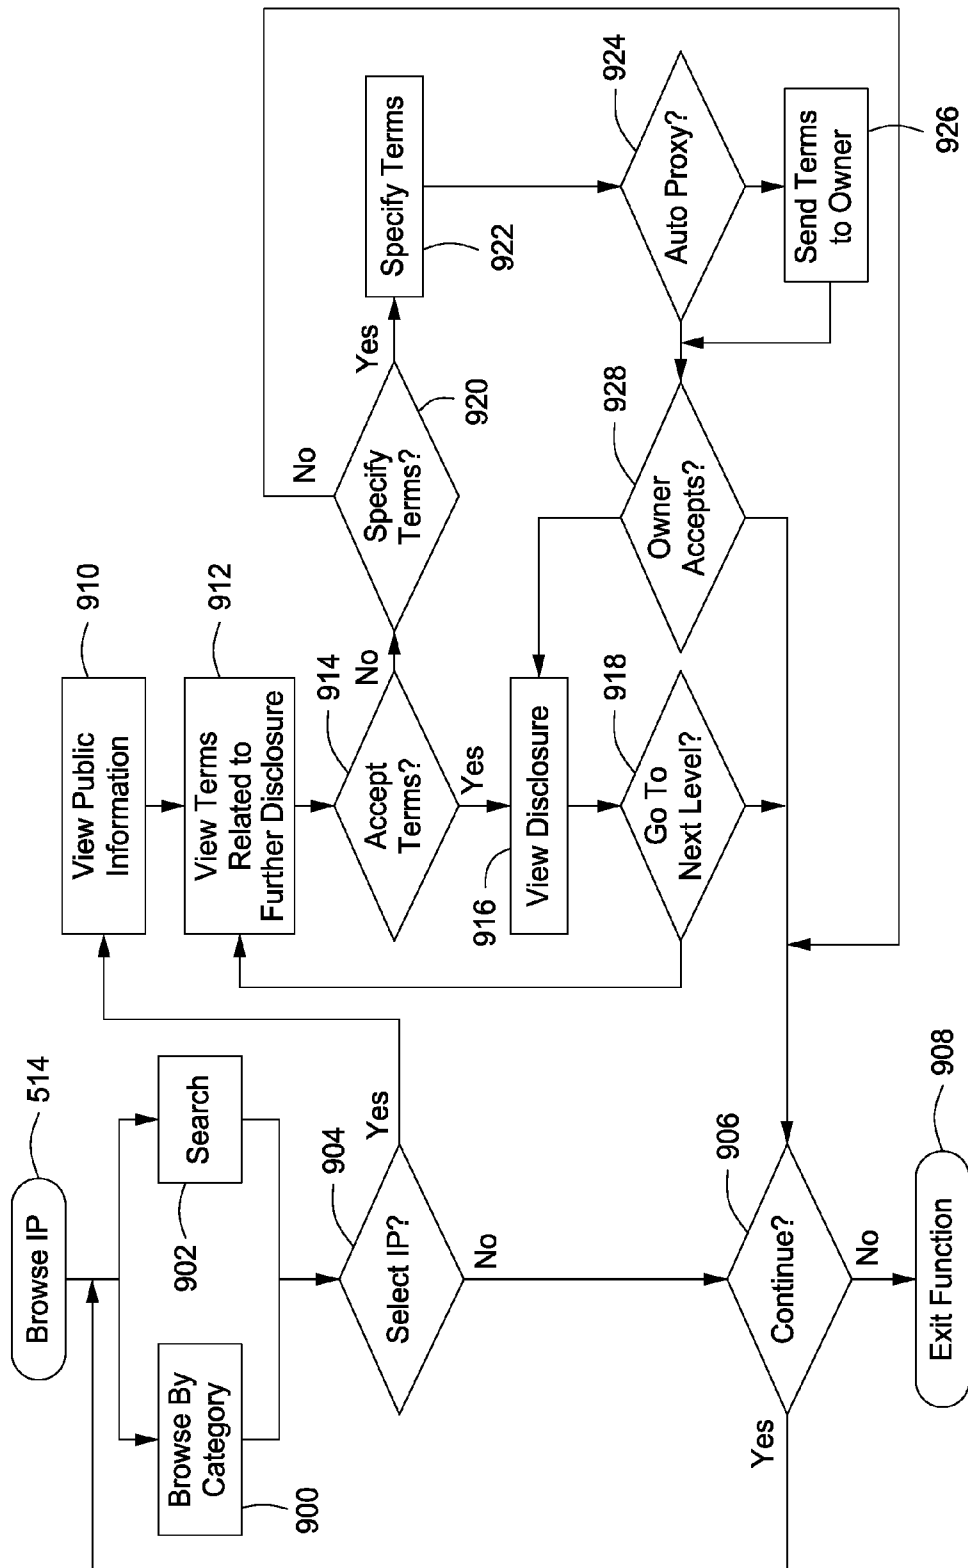 Browse IP
514
Browse By
Category
900
Search
902
Select IP?
904
Yes
No
Continue?
906
Yes
No
Exit Function
908
View Public
Information
910
View Terms
Related to
Further Disclosure
912
Accept
Terms?
914
No
Yes
View Disclosure
916
Go To
Next Level?
918
Specify
Terms?
920
No
Yes
Specify Terms
922
Auto Proxy?
924
Send Terms
to Owner
926
Owner
Accepts?
928